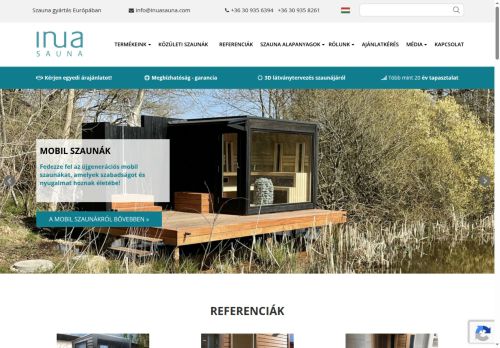 Szauna gyártás Európában
info@inuasauna.com
+36 30 935 6394 +36 30 935 8261
inua
SAUNA
TERMÉKEINK
KÖZÜLETI SZAUNÁK
REFERENCIÁK
SZAUNA ALAPANYAGOK
RÓLUNK
AJÁNLATKÉRÉS
MÉDIA
KAPCSOLAT
Kérjen egyedi árajánlatot!
Megbízhatóság - garancia
3D látványtervezés szaunájáról
Több mint 20 év tapasztalat
MOBIL SZAUNÁK
Fedezze fel az újgenerációs mobil
szaunákat, amelyek szabadságot és
nyugalmat hoznak életébe!
A MOBIL SZAUNÁKRÓL BŐVEBBEN »
REFERENCIÁK